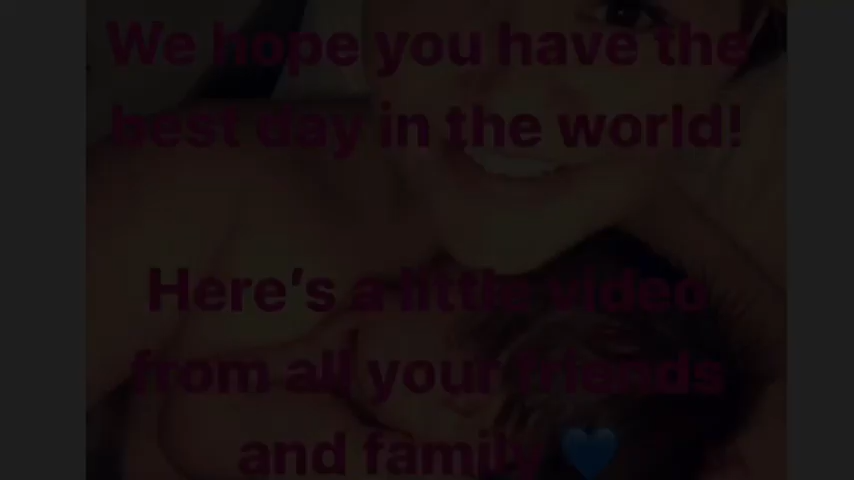 We hope you have the
best day in the world!
Here's a little video
from all your friends
and family 💙